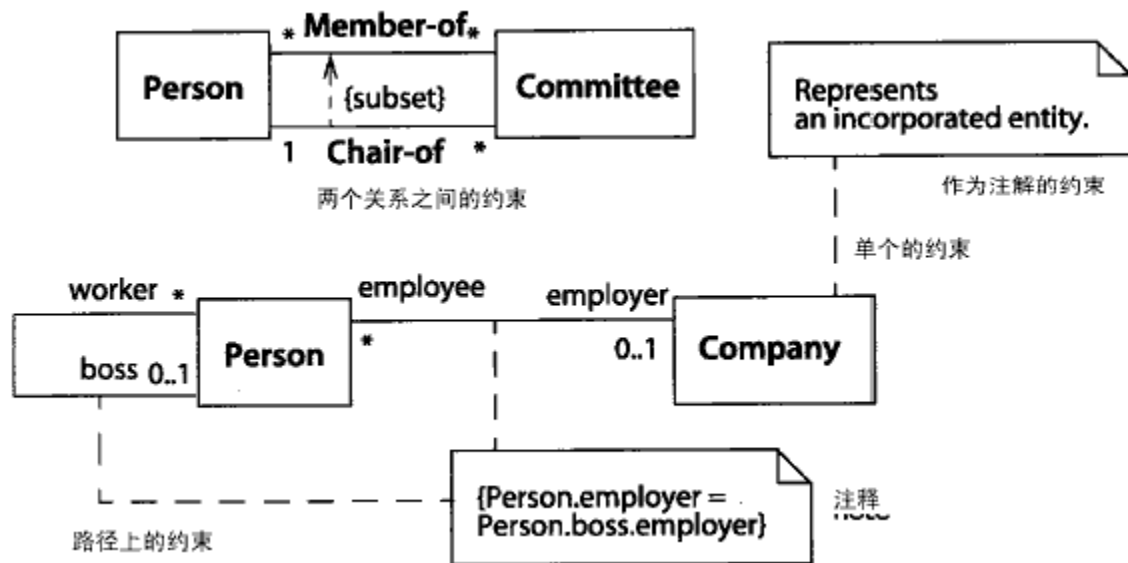 * Member-of *
Person
{subset}
Committee
1 Chair-of *
两个关系之间的约束
Represents
an incorporated entity.
作为注解的约束
单个的约束
worker *
employee
employer
boss 0..1
Person
*
0..1
Company
{Person.employer =
Person.boss.employer}
注释
路径上的约束